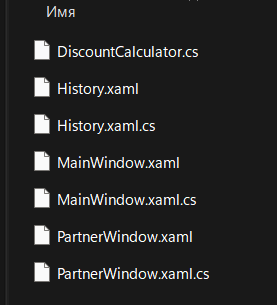 Имя
DiscountCalculator.cs
History.xaml
History.xaml.cs
MainWindow.xaml
MainWindow.xaml.cs
PartnerWindow.xaml
PartnerWindow.xaml.cs